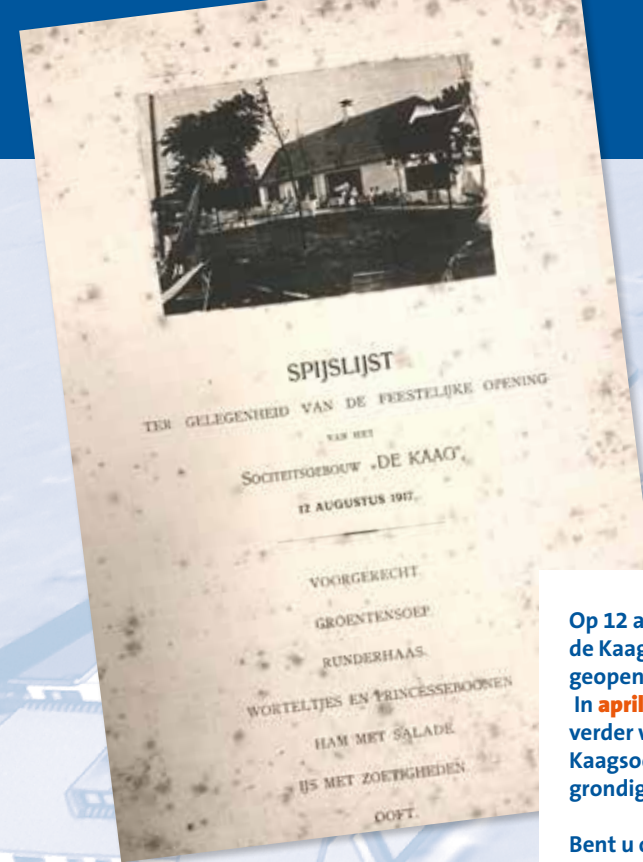 SPIJSLIJST
TER GELEGENHEID VAN DE FEESTELIJKE OPENING
VAN HET
SOCITEITSGEBOUW „DE KAAG",
12 AUGUSTUS 1917.
VOORGERECHT
GROENTENSOEP.
RUNDERHAAS.
WORTELTJES EN PRINCESSEBOONEN
HAM MET SALADE
IJS MET ZOETIGHEDEN
OOFT.
Op 12 a
de Kaag
geopen
In april
verder v
Kaagsoc
grondig
Bent u